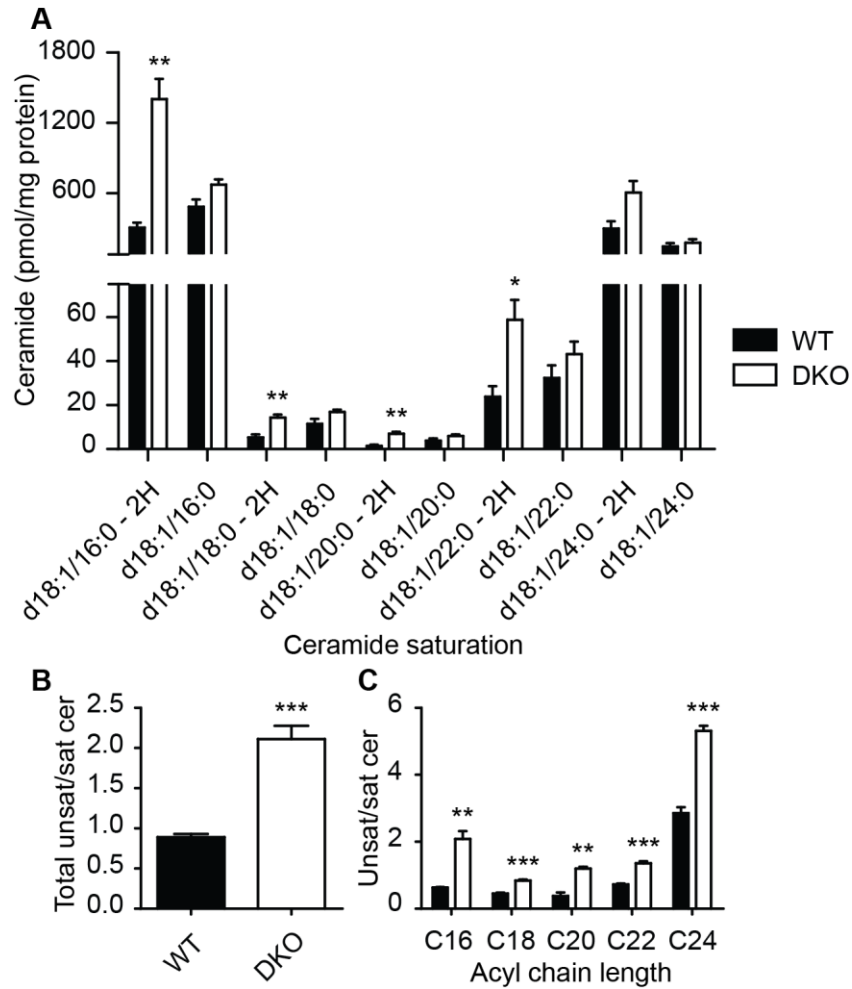 A
Ceramide (pmol/mg protein)
1800
1200
600
60
40
20
0
**
**
**
*
WT
DKO
d18:1/16:0 - 2H
d18:1/16:0
d18:1/18:0 - 2H
d18:1/18:0
d18:1/20:0 - 2H
d18:1/20:0
d18:1/22:0 - 2H
d18:1/22:0
d18:1/24:0 - 2H
d18:1/24:0
Ceramide saturation
B
Total unsat/sat cer
2.5
2.0
1.5
1.0
0.5
0.0
***
WT
DKO
C
Unsat/sat cer
6
4
2
0
**
***
**
***
***
C16 C18 C20 C22 C24
Acyl chain length